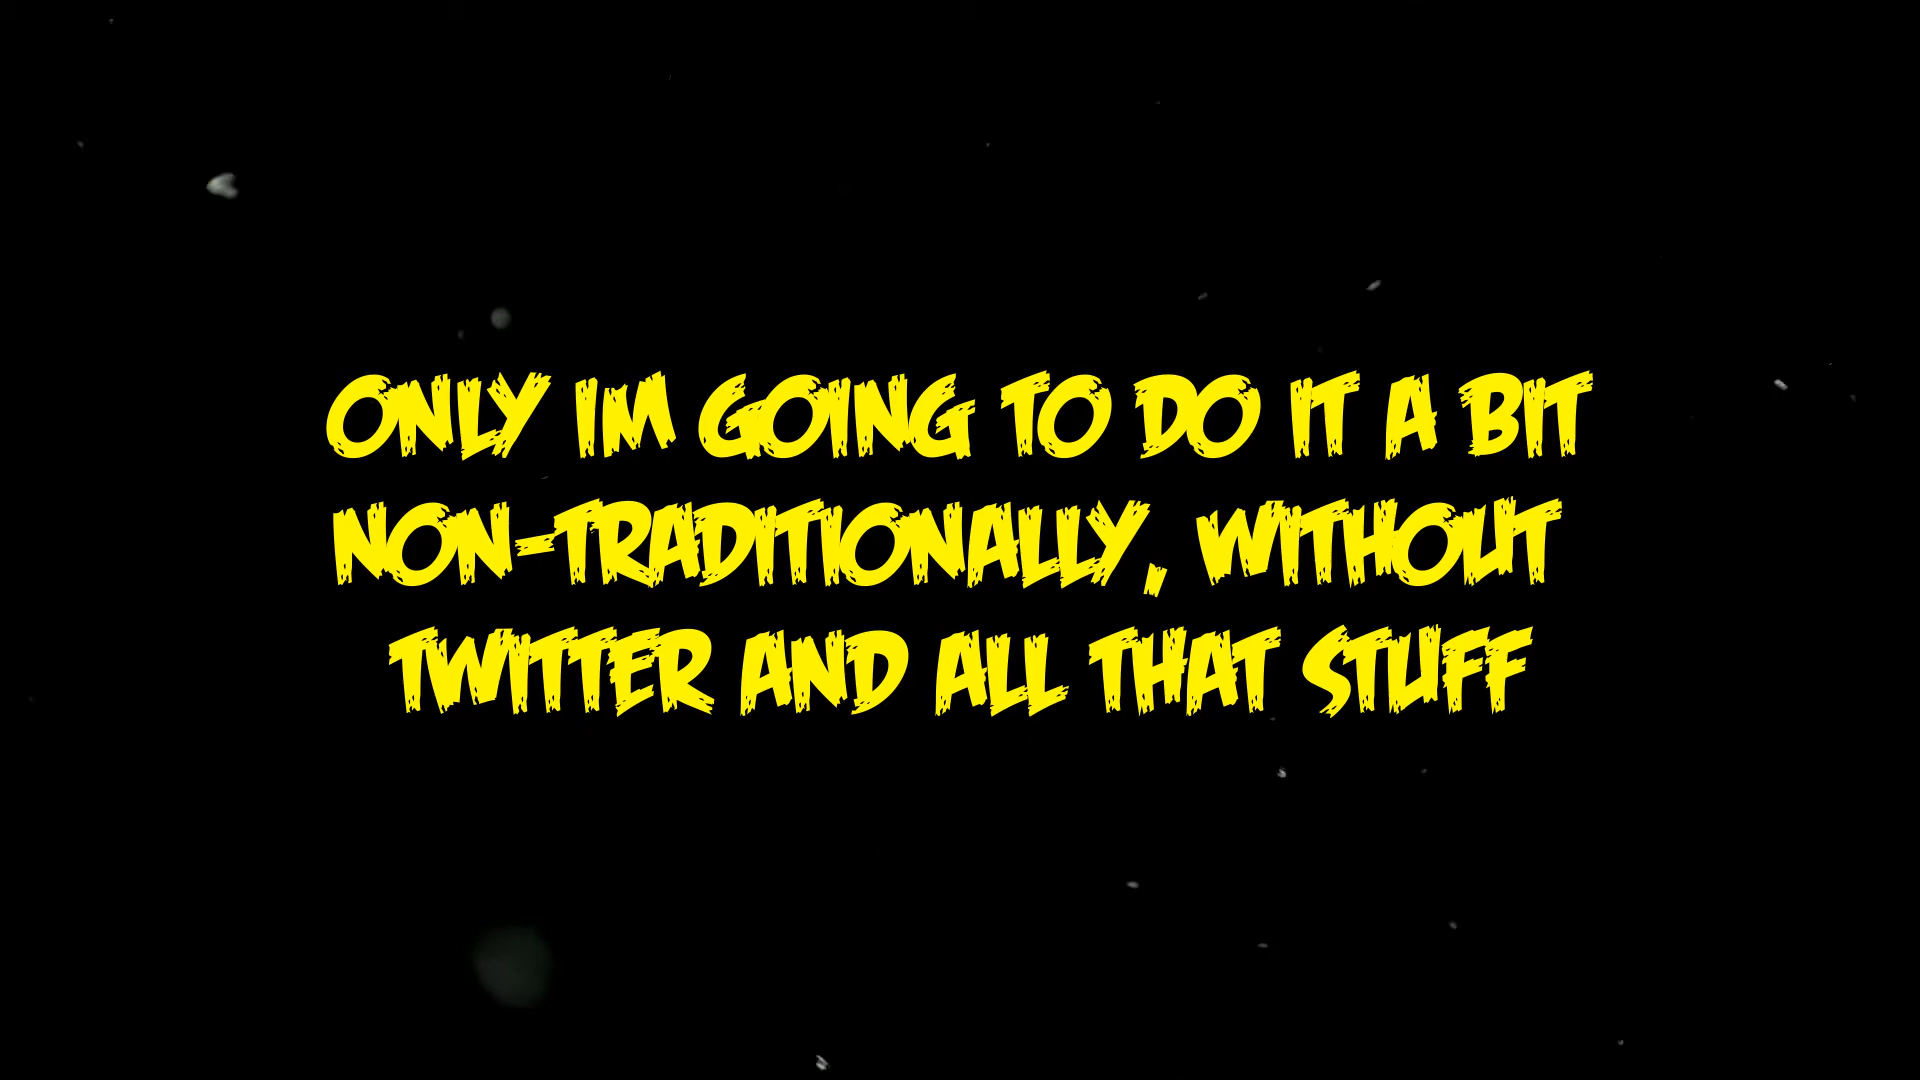 ONLY IM GOING TO DO IT A BIT
NON-TRADITIONALLY, WITHOUT
TWITTER AND ALL THAT STUFF